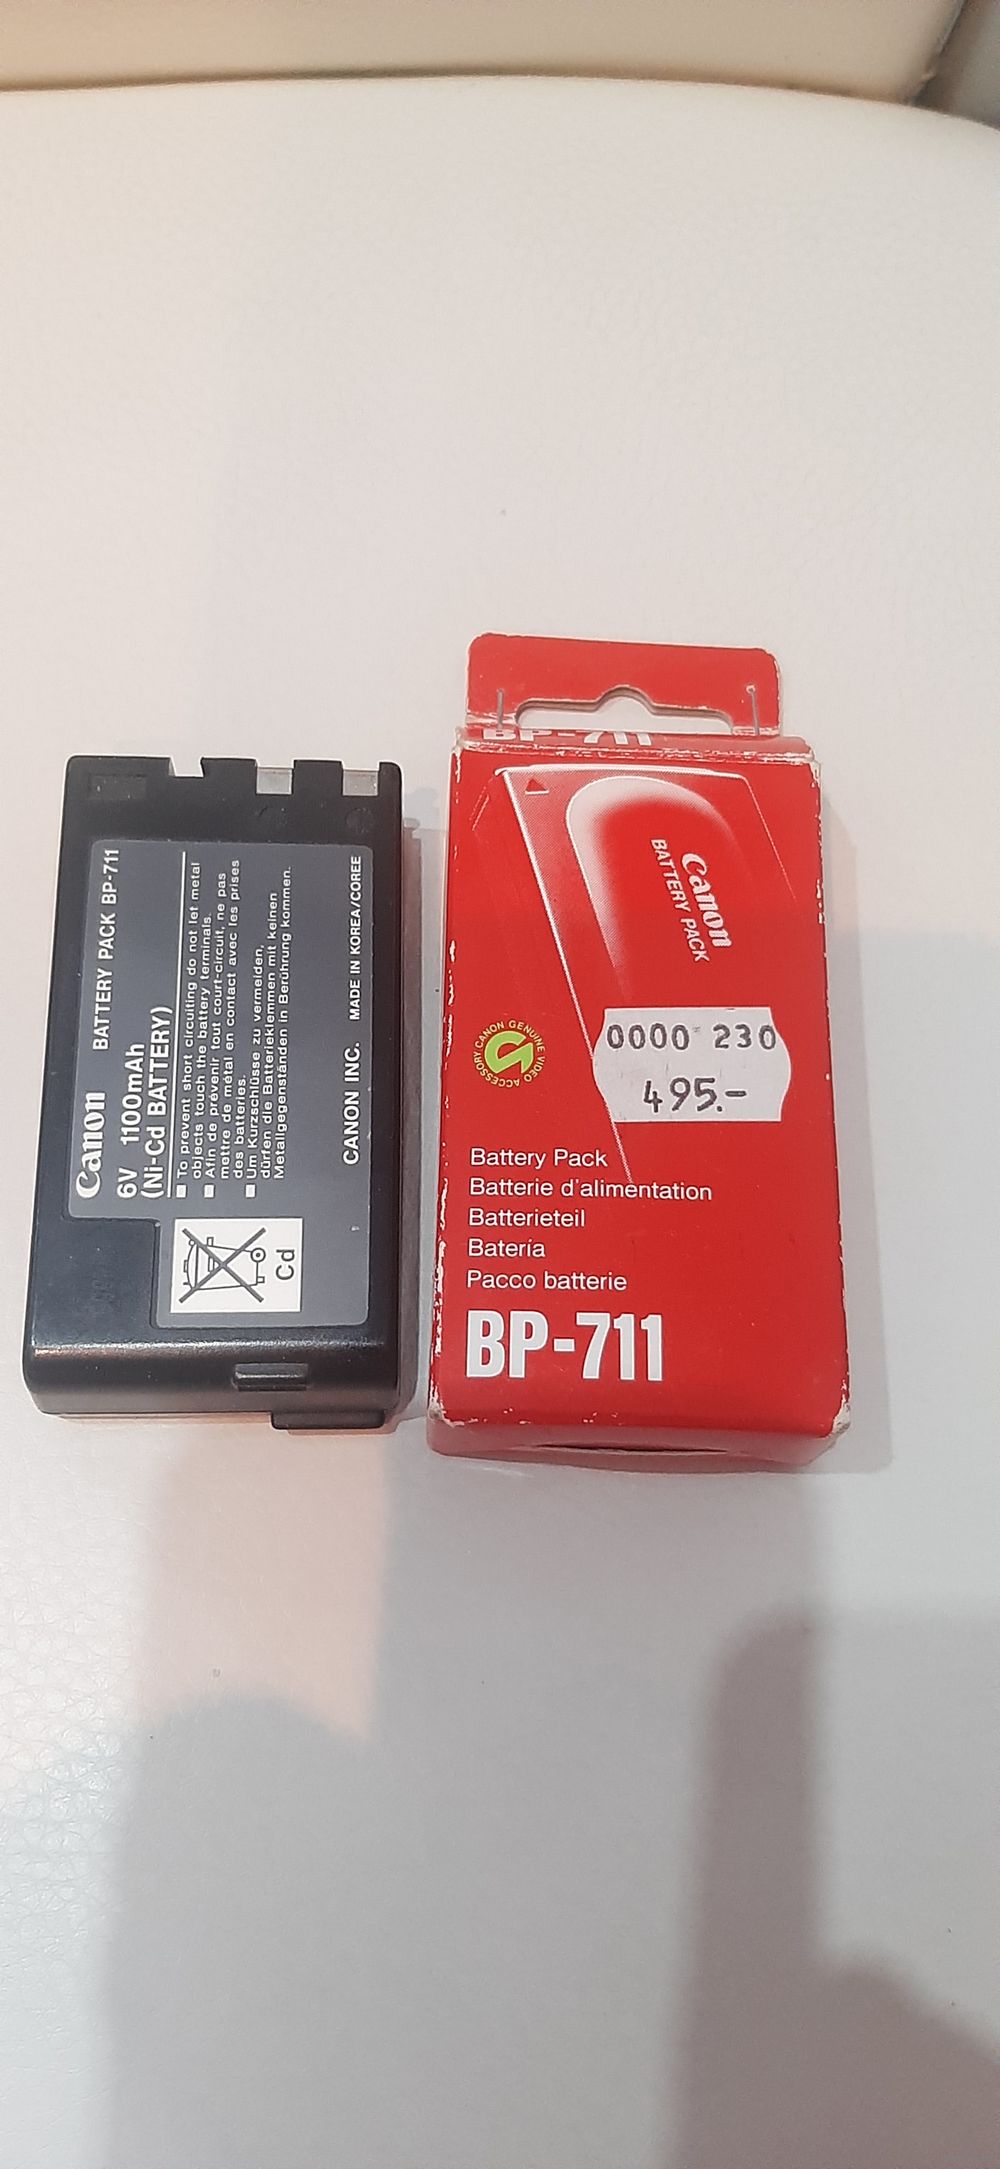 Canon BATTERY PACK BP-711
6V 1100mAh
(Ni-Cd BATTERY)
■ To prevent short circuiting do not let metal
objects touch the battery terminals.
■ Afin de prévenir tout court-circuit, ne pas
mettre de métal en contact avec les prises
des batteries.
■ Um Kurzschlüsse zu vermeiden,
dürfen die Batterieklemmen mit keinen
Metallgegenständen in Berührung kommen.
CANON INC. MADE IN KOREA/COREE
Cd
BP-711
Canon
BATTERY PACK
CANON GENUINE VIDEO ACCESSORY
0000 230
495.-
Battery Pack
Batterie d'alimentation
Batterieteil
Batería
Pacco batterie
BP-711